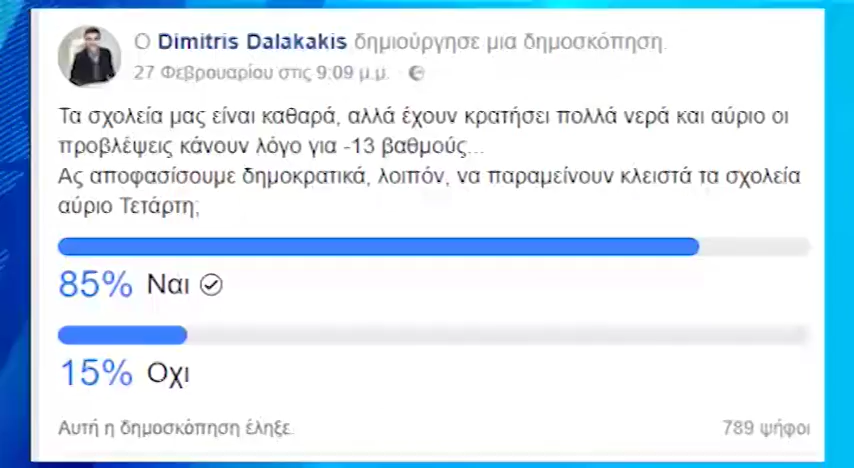 Ο Dimitris Dalakakis δημιούργησε μια δημοσκόπηση.
27 Φεβρουαρίου στις 9:09 μ.μ. ·
Τα σχολεία μας είναι καθαρά, αλλά έχουν κρατήσει πολλά νερά και αύριο οι
προβλέψεις κάνουν λόγο για -13 βαθμούς...
Ας αποφασίσουμε δημοκρατικά, λοιπόν, να παραμείνουν κλειστά τα σχολεία
αύριο Τετάρτη;
85% Ναι
15% Οχι
Αυτή η δημοσκόπηση έληξε.
789 ψήφοι